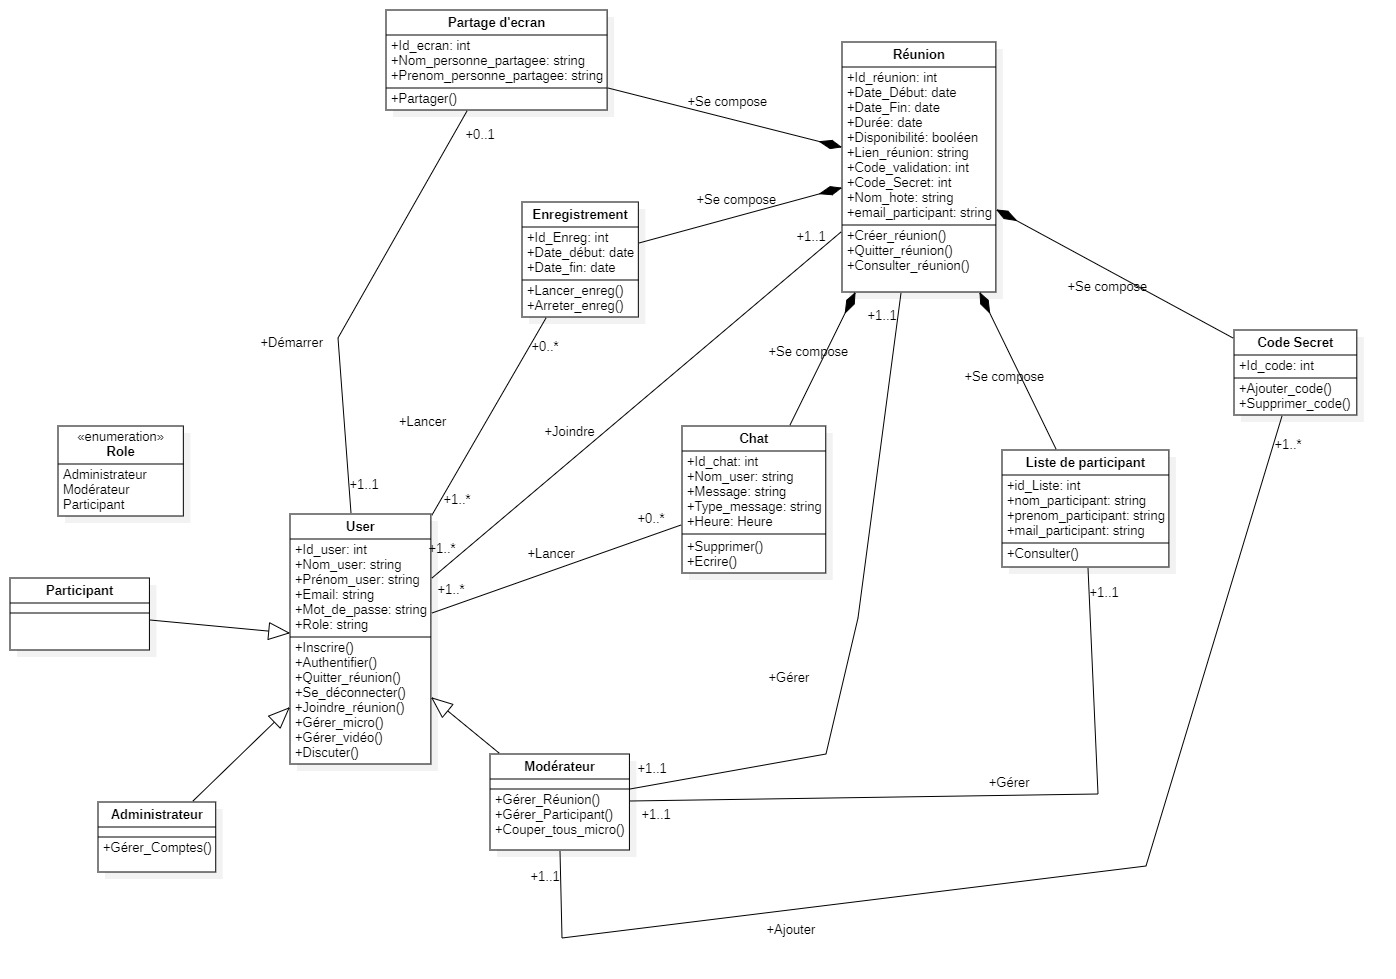 Partage d'ecran
+Id_ecran: int
+Nom_personne_partagee: string
+Prenom_personne_partagee: string
+Partager()
+0..1
+Se compose
Réunion
+Id_réunion: int
+Date_Début: date
+Date_Fin: date
+Durée: date
+Disponibilité: booléen
+Lien_réunion: string
+Code_validation: int
+Code_Secret: int
+Nom_hote: string
+email_participant: string
+Créer_réunion()
+Quitter_réunion()
+Consulter_réunion()
+Se compose
Enregistrement
+Id_Enreg: int
+Date_début: date
+Date_fin: date
+Lancer_enreg()
+Arreter_enreg()
+0..*
+1..1
+1..1
+Se compose
+Se compose
+Se compose
+Démarrer
+Lancer
+Joindre
Code Secret
+Id_code: int
+Ajouter_code()
+Supprimer_code()
+1..*
«enumeration»
Role
Administrateur
Modérateur
Participant
Chat
+Id_chat: int
+Nom_user: string
+Message: string
+Type_message: string
+Heure: Heure
+Supprimer()
+Ecrire()
Liste de participant
+id_Liste: int
+nom_participant: string
+prenom_participant: string
+mail_participant: string
+Consulter()
+1..1
+1..1
+1..*
+1..*
+1..*
+Lancer
+0..*
User
+Id_user: int
+Nom_user: string
+Prénom_user: string
+Email: string
+Mot_de_passe: string
+Role: string
+Inscrire()
+Authentifier()
+Quitter_réunion()
+Se_déconnecter()
+Joindre_réunion()
+Gérer_micro()
+Gérer_vidéo()
+Discuter()
Participant
+Gérer
Administrateur
+Gérer_Comptes()
Modérateur
+Gérer_Réunion()
+Gérer_Participant()
+Couper_tous_micro()
+1..1
+Gérer
+1..1
+1..1
+Ajouter